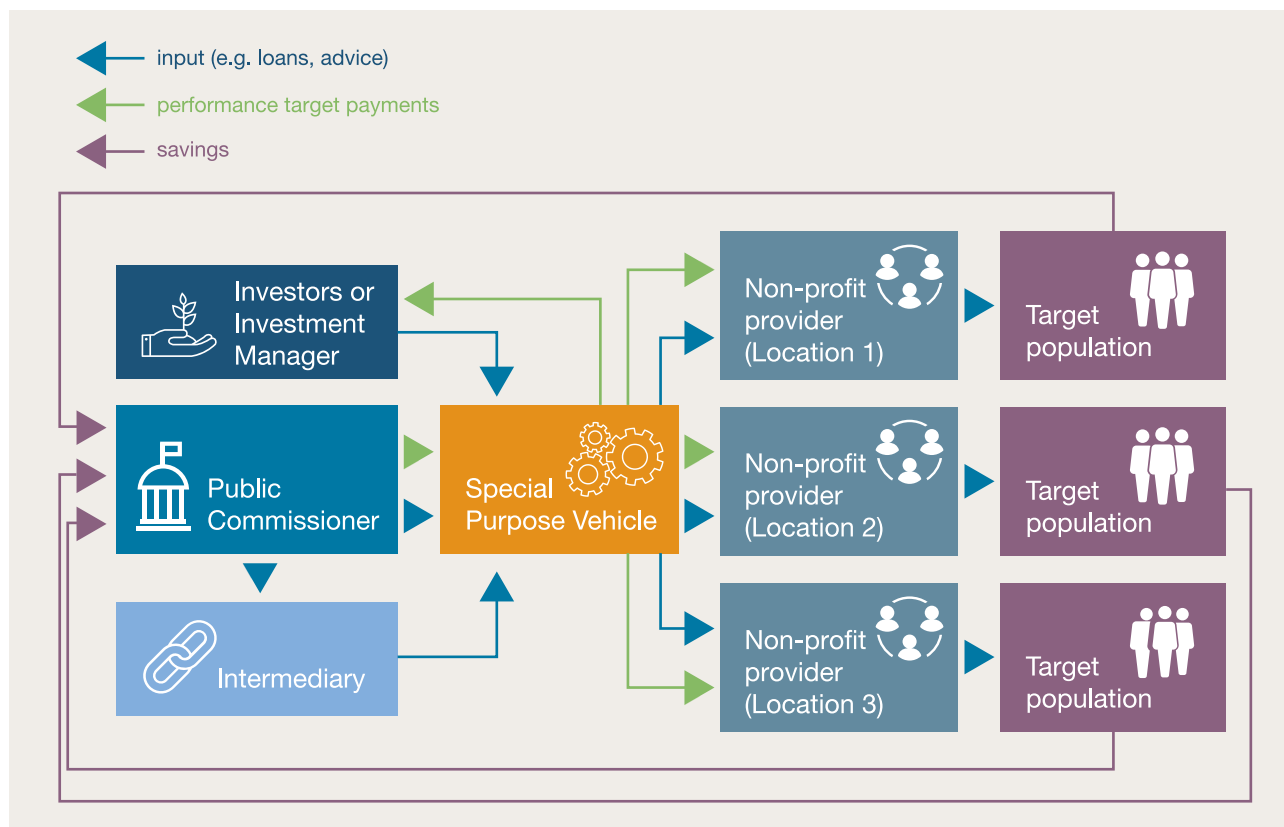 input (e.g. loans, advice)
performance target payments
savings
Investors or
Investment
Manager
Public
Commissioner
Intermediary
Special
Purpose Vehicle
Non-profit
provider
(Location 1)
Target
population
Non-profit
provider
(Location 2)
Target
population
Non-profit
provider
(Location 3)
Target
population